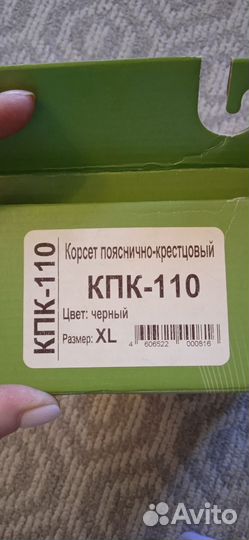 КПК-110
Корсет пояснично-крестцовый
КПК-110
Цвет: черный
Размер: XL
4 606522 000816
Avito